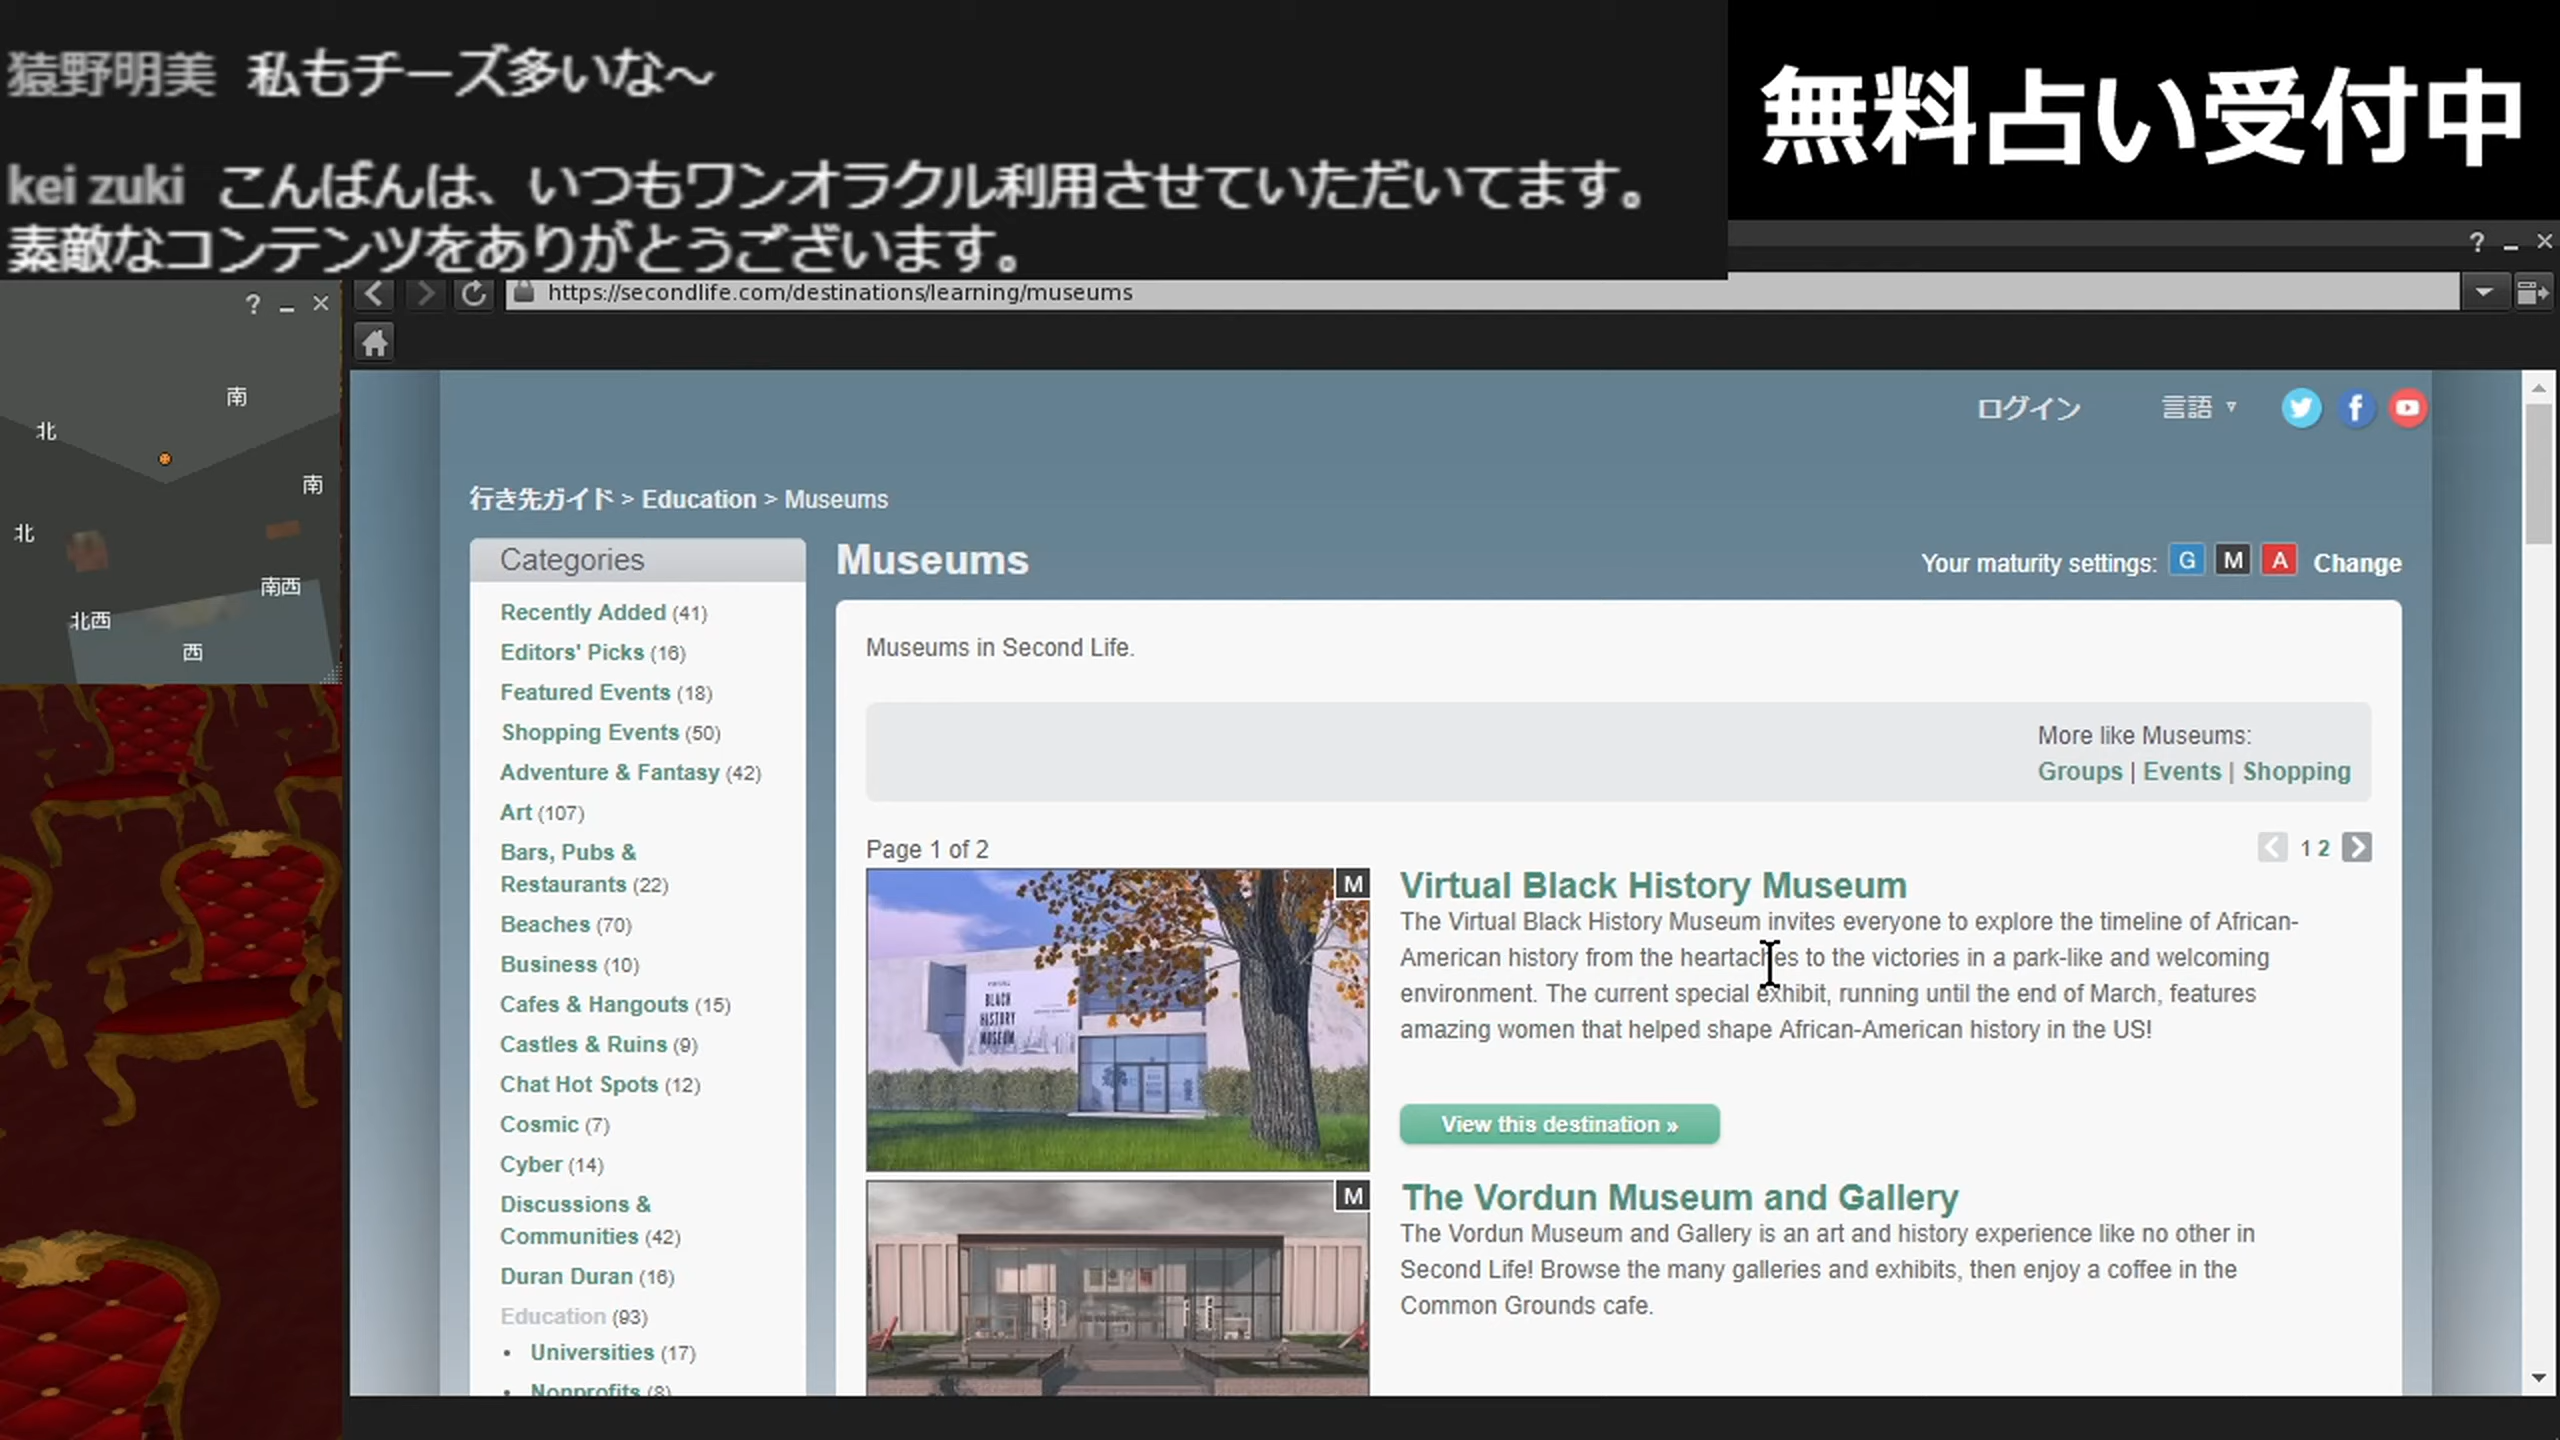 猿野明美 私もチーズ多いな～
kei zuki こんばんは、いつもワンオラクル利用させていただいてます。
素敵なコンテンツをありがとうございます。
無料占い受付中
https://secondlife.com/destinations/learning/museums
南
北
南
北
南西
北西
西
ログイン 言語
行き先ガイド > Education > Museums
Categories
Recently Added (41)
Editors' Picks (16)
Featured Events (18)
Shopping Events (50)
Adventure & Fantasy (42)
Art (107)
Bars, Pubs &
Restaurants (22)
Beaches (70)
Business (10)
Cafes & Hangouts (15)
Castles & Ruins (9)
Chat Hot Spots (12)
Cosmic (7)
Cyber (14)
Discussions &
Communities (42)
Duran Duran (16)
Education (93)
• Universities (17)
• Nonprofits (8)
Museums
Your maturity settings: G M A Change
Museums in Second Life.
More like Museums:
Groups | Events | Shopping
Page 1 of 2
1 2
M
BLACK
HISTORY
MUSEUM
Virtual Black History Museum
The Virtual Black History Museum invites everyone to explore the timeline of African-
American history from the heartaches to the victories in a park-like and welcoming
environment. The current special exhibit, running until the end of March, features
amazing women that helped shape African-American history in the US!
View this destination »
M
The Vordun Museum and Gallery
The Vordun Museum and Gallery is an art and history experience like no other in
Second Life! Browse the many galleries and exhibits, then enjoy a coffee in the
Common Grounds cafe.